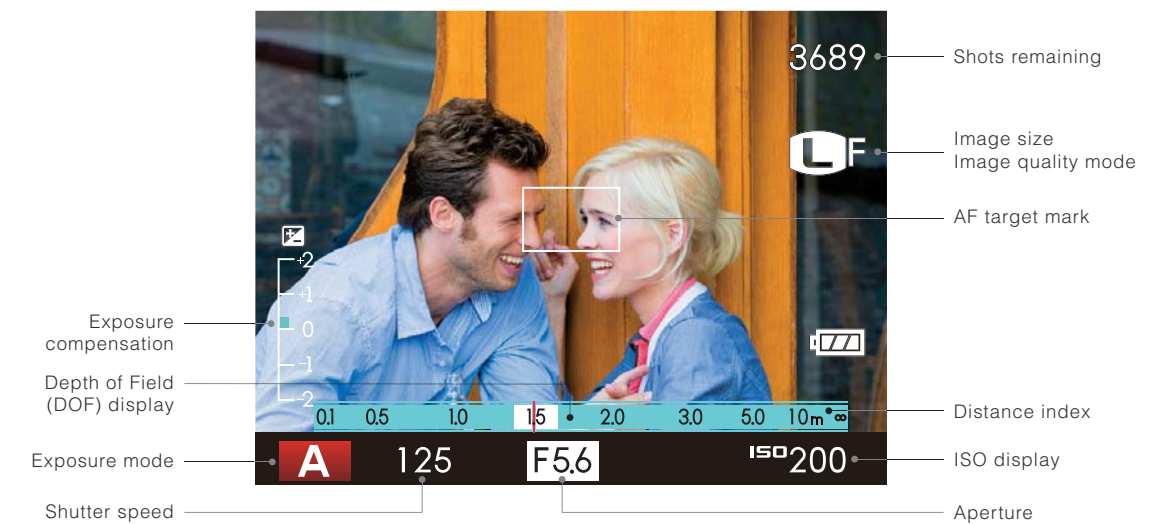 3689
Shots remaining
L F
Image size
Image quality mode
AF target mark
+2
+1
0
-1
-2
Exposure
compensation
Depth of Field
(DOF) display
0.1 0.5 1.0 1.5 2.0 3.0 5.0 10m ∞
Distance index
Exposure mode
A 125 F5.6 ISO200
ISO display
Shutter speed
Aperture